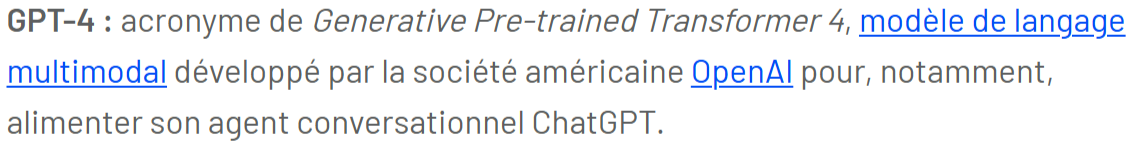 GPT-4 : acronyme de Generative Pre-trained Transformer 4, modèle de langage
multimodal développé par la société américaine OpenAI pour, notamment,
alimenter son agent conversationnel ChatGPT.